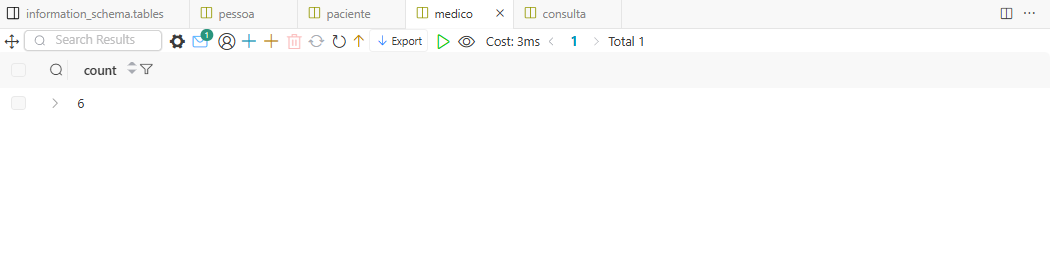 information_schema.tables pessoa paciente medico consulta
Search Results 1 Export Cost: 3ms 1 Total 1
count
6